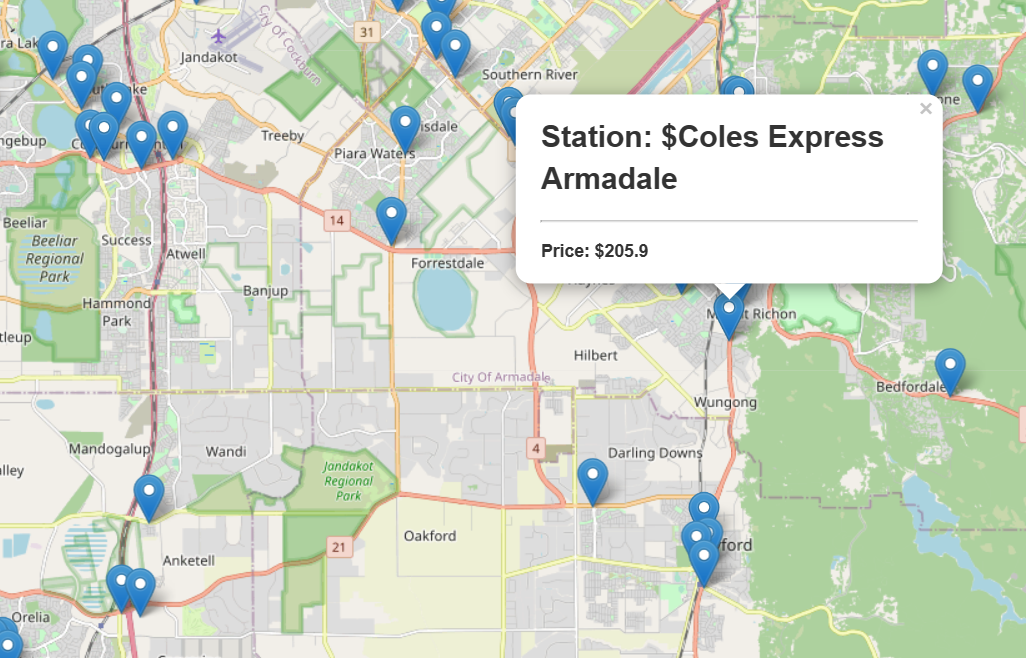 31
City Of Cockburn
Jandakot
Southern River
Treeby
Piara Waters
14
Beeliar
Beeliar
Regional
Park
Success
Atwell
Forrestdale
Banjup
Hammond
Park
Station: $Coles Express
Armadale
×
Price: $205.9
Hilbert
City Of Armadale
Bedfordale
Wungong
Mandogalup
Wandi
4
Darling Downs
Jandakot
Regional
Park
21
Oakford
Anketell
Orelia